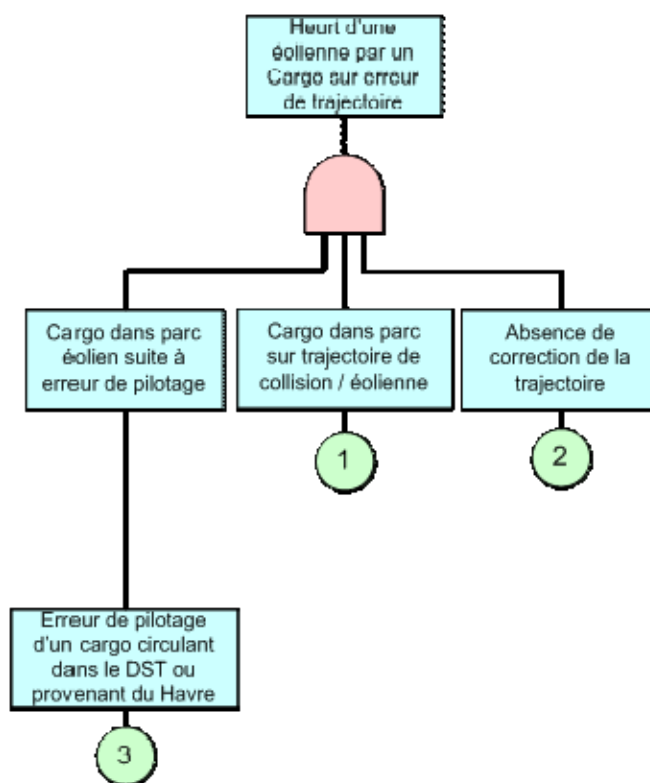 Heurt d'une
éolienne par un
Cargo sur erreur
de trajectoire
Cargo dans parc
éolien suite à
erreur de pilotage
Cargo dans parc
sur trajectoire de
collision / éolienne
Absence de
correction de la
trajectoire
1
2
Erreur de pilotage
d'un cargo circulant
dans le DST ou
provenant du Havre
3